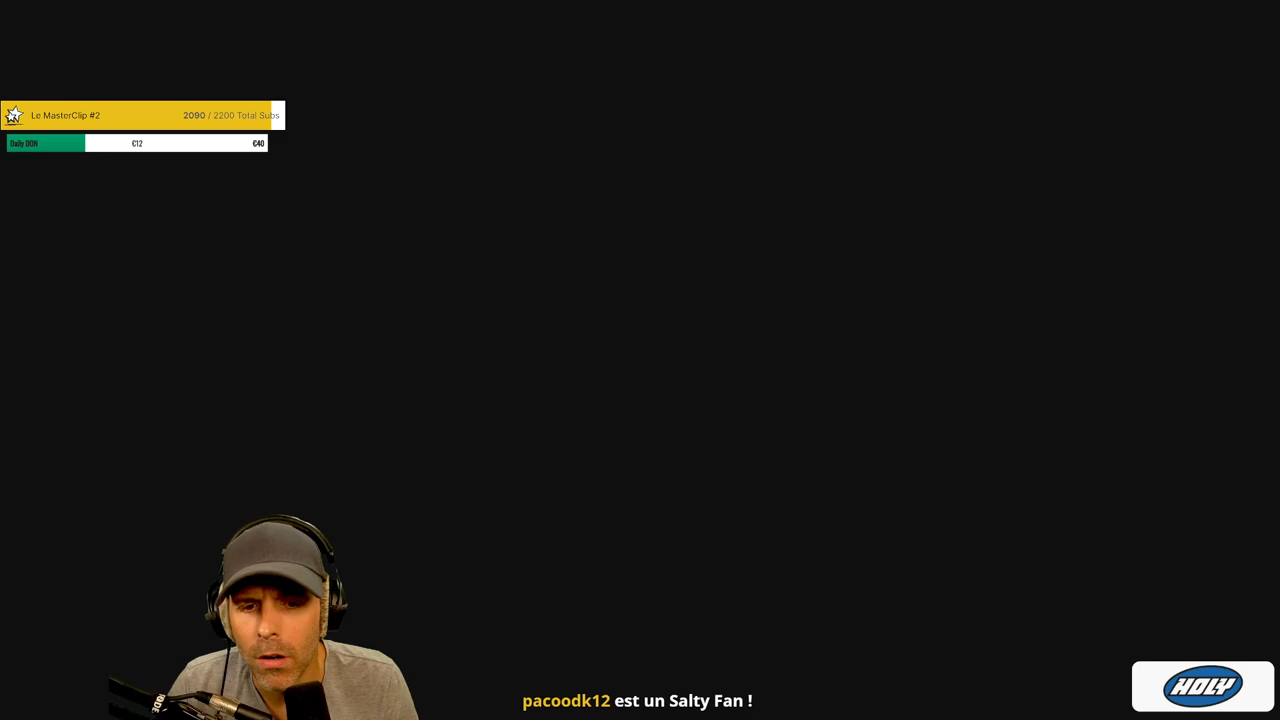 Le MasterClip #2 2090 / 2200 Total Subs
Daily DON €12 €40
pacoodk12 est un Salty Fan !
HOLY